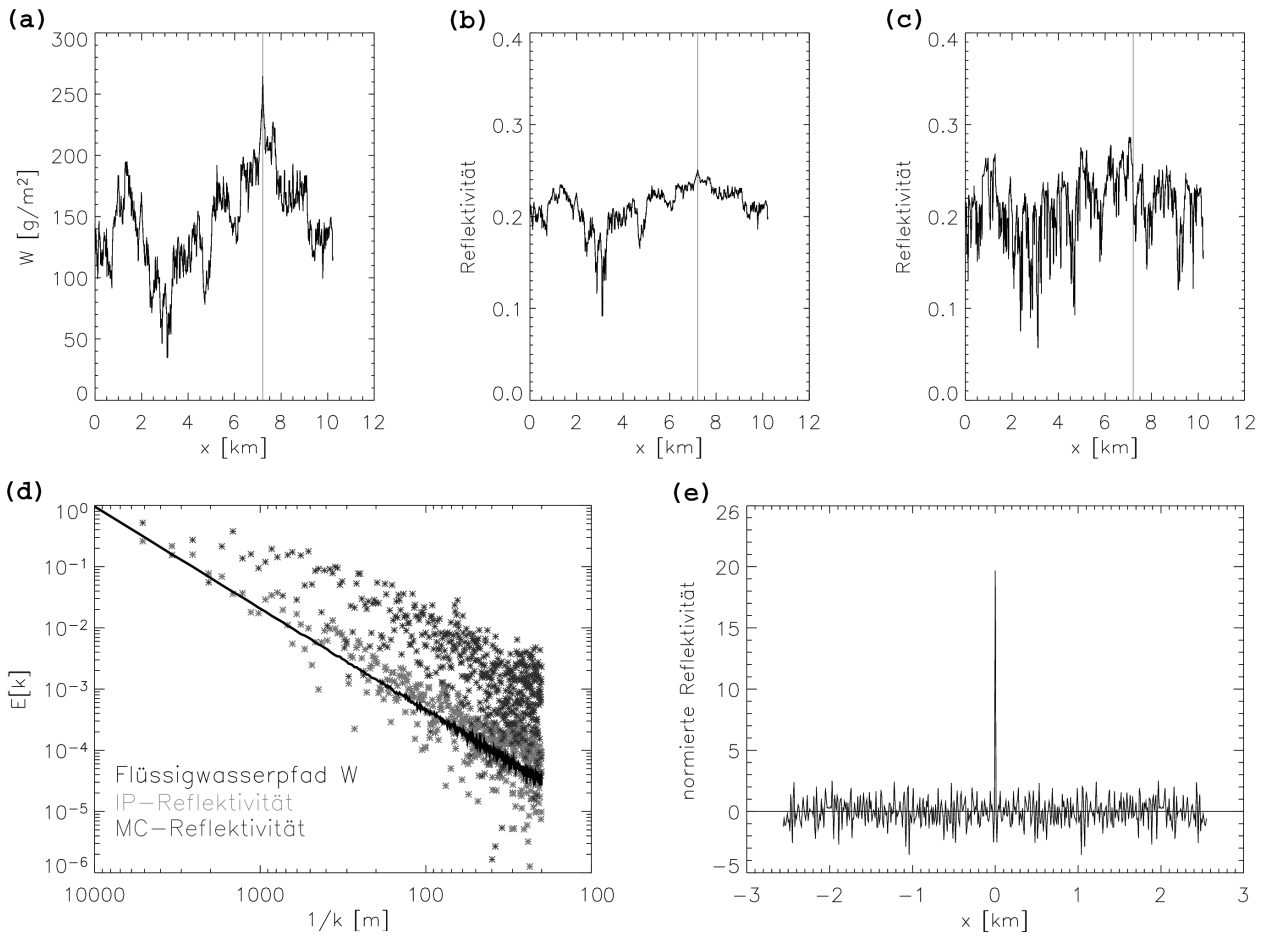 (a)
300
250
200
150
100
50
0
W [g/m²]
0 2 4 6 8 10 12
x [km]
(b)
0.4
0.3
0.2
0.1
0.0
Reflektivität
0 2 4 6 8 10 12
x [km]
(c)
0.4
0.3
0.2
0.1
0.0
Reflektivität
0 2 4 6 8 10 12
x [km]
(d)
10⁰
10⁻¹
10⁻²
10⁻³
10⁻⁴
10⁻⁵
10⁻⁶
E[k]
Flüssigwasserpfad W
IP−Reflektivität
MC−Reflektivität
10000 1000 100 100
1/k [m]
(e)
26
20
15
10
5
0
−5
normierte Reflektivität
−3 −2 −1 0 1 2 3
x [km]